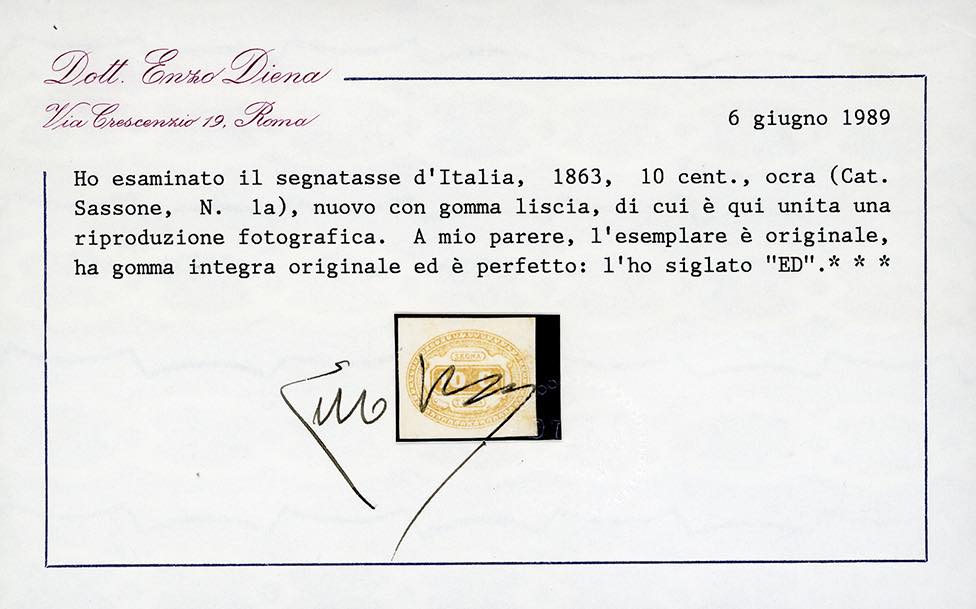 Dott. Enzo Diena
Via Crescenzio 19, Roma
6 giugno 1989
Ho esaminato il segnatasse d'Italia, 1863, 10 cent., ocra (Cat.
Sassone, N. 1a), nuovo con gomma liscia, di cui è qui unita una
riproduzione fotografica. A mio parere, l'esemplare è originale,
ha gomma integra originale ed è perfetto: l'ho siglato "ED".* * *
SEGNA